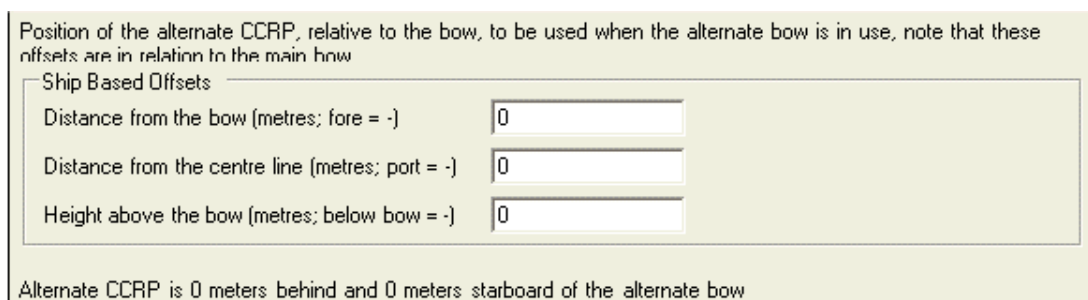 Position of the alternate CCRP, relative to the bow, to be used when the alternate bow is in use, note that these
offsets are in relation to the main bow
Ship Based Offsets
Distance from the bow (metres; fore = -)
0
Distance from the centre line (metres; port = -)
0
Height above the bow (metres; below bow = -)
0
Alternate CCRP is 0 meters behind and 0 meters starboard of the alternate bow